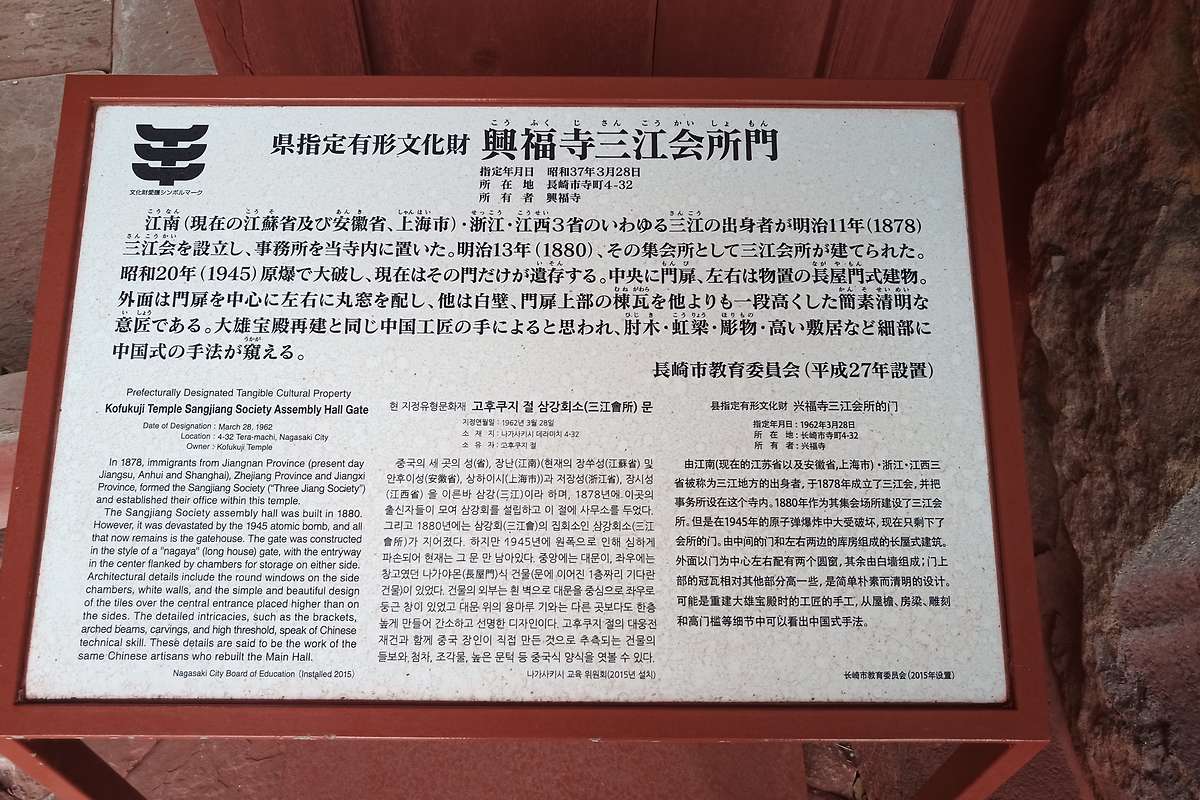 文化財愛護シンボルマーク
県指定有形文化財 興福寺三江会所門
こう ふく じ さん こう かい しょ もん
指定年月日 昭和37年3月28日
所在地 長崎市寺町4-32
所有者 興福寺
江南(現在の江蘇省及び安徽省、上海市)・浙江・江西3省のいわゆる三江の出身者が明治11年(1878)
三江会を設立し、事務所を当寺内に置いた。明治13年(1880)、その集会所として三江会所が建てられた。
昭和20年(1945)原爆で大破し、現在はその門だけが遺存する。中央に門扉、左右は物置の長屋門式建物。
外面は門扉を中心に左右に丸窓を配し、他は白壁、門扉上部の棟瓦を他よりも一段高くした簡素清明な
意匠である。大雄宝殿再建と同じ中国工匠の手によると思われ、肘木・虹梁・彫物・高い敷居など細部に
中国式の手法が窺える。
長崎市教育委員会(平成27年設置)
Prefecturally Designated Tangible Cultural Property
Kofukuji Temple Sangjiang Society Assembly Hall Gate
Date of Designation : March 28, 1962
Location : 4-32 Tera-machi, Nagasaki City
Owner : Kofukuji Temple
In 1878, immigrants from Jiangnan Province (present day
Jiangsu, Anhui and Shanghai), Zhejiang Province and Jiangxi
Province, formed the Sangjiang Society ("Three Jiang Society")
and established their office within this temple.
The Sangjiang Society assembly hall was built in 1880.
However, it was devastated by the 1945 atomic bomb, and all
that now remains is the gatehouse. The gate was constructed
in the style of a "nagaya" (long house) gate, with the entryway
in the center flanked by chambers for storage on either side.
Architectural details include the round windows on the side
chambers, white walls, and the simple and beautiful design
of the tiles over the central entrance placed higher than on
the sides. The detailed intricacies, such as the brackets,
arched beams, carvings, and high threshold, speak of Chinese
technical skill. These details are said to be the work of the
same Chinese artisans who rebuilt the Main Hall.
Nagasaki City Board of Education (Installed 2015)
현 지정유형문화재 고후쿠지 절 삼강회소(三江會所) 문
지정연월일 : 1962년 3월 28일
소재지 : 나가사키시 데라마치 4-32
소유자 : 고후쿠지 절
중국의 세 곳의 성(省), 장난(江南)(현재의 장쑤성(江蘇省) 및
안후이성(安徽省), 상하이시(上海市))과 저장성(浙江省), 장시성
(江西省) 을 이른바 삼강(三江)이라 하며, 1878년에 이곳의
출신자들이 모여 삼강회를 설립하고 이 절에 사무소를 두었다.
그리고 1880년에는 삼강회(三江會)의 집회소인 삼강회소(三江
會所)가 지어졌다. 하지만 1945년에 원폭으로 인해 심하게
파손되어 현재는 그 문 만 남아있다. 중앙에는 대문이, 좌우에는
창고였던 나가야몬(長屋門)식 건물(문에 이어진 1층짜리 기다란
건물)이 있었다. 건물의 외부는 흰 벽으로 대문을 중심으로 좌우로
둥근 창이 있었고 대문 위의 용마루 기와는 다른 곳보다도 한층
높게 만들어 간소하고 선명한 디자인이다. 고후쿠지 절의 대웅전
재건과 함께 중국 장인이 직접 만든 것으로 추측되는 건물의
들보와 첨차, 조각물, 높은 문턱 등 중국식 양식을 엿볼 수 있다.
나가사키시 교육 위원회(2015년 설치)
县指定有形文化财 兴福寺三江会所的门
指定年月日：1962年3月28日
所在地：长崎市寺町4-32
所有者：兴福寺
由江南(现在的江苏省以及安徽省,上海市)・浙江・江西三
省被称为三江地方的出身者，于1878年成立了三江会，并把
事务所设在这个寺内。1880年作为其集会场所建设了三江会
所。但是在1945年的原子弹爆炸中大受破坏，现在只剩下了
会所的门。由中间的门和左右两边的库房组成的长屋式建筑。
外面以门为中心左右配有两个圆窗，其余由白墙组成；门上
部的冠瓦相对其他部分高一些，是简单朴素而清明的设计。
可能是重建大雄宝殿时的工匠的手工，从屋檐、房梁、雕刻
和高门槛等细节中可以看出中国式手法。
长崎市教育委员会(2015年设置)